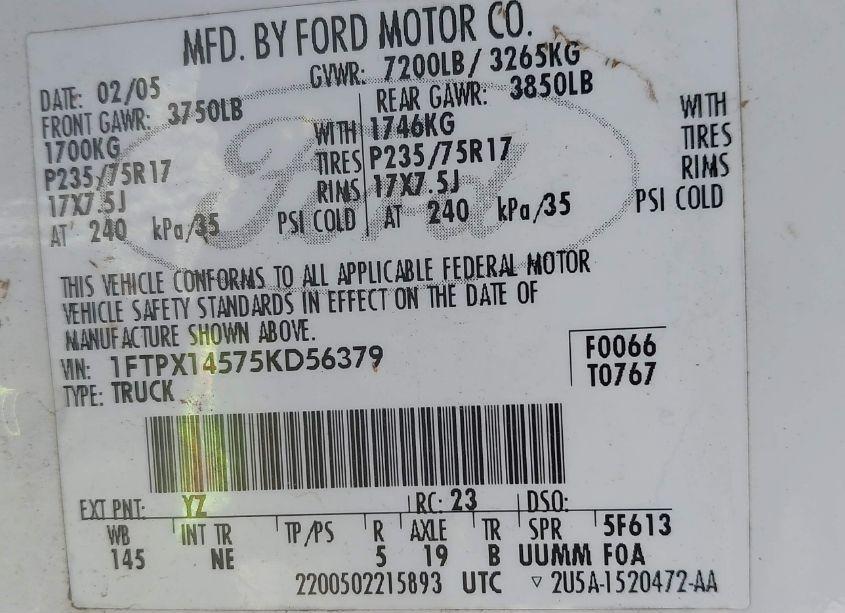 MFD. BY FORD MOTOR CO.
DATE: 02/05 GVWR: 7200LB / 3265KG
FRONT GAWR: 3750LB REAR GAWR: 3850LB
1700KG WITH 1746KG WITH
P235/75R17 TIRES P235/75R17 TIRES
17X7.5J RIMS 17X7.5J RIMS
AT 240 kPa/35 PSI COLD AT 240 kPa/35 PSI COLD
Ford
THIS VEHICLE CONFORMS TO ALL APPLICABLE FEDERAL MOTOR
VEHICLE SAFETY STANDARDS IN EFFECT ON THE DATE OF
MANUFACTURE SHOWN ABOVE.
VIN: 1FTPX14575KD56379
TYPE: TRUCK
F0066
T0767
EXT PNT: YZ RC: 23 DSO:
WB INT TR TP/PS R AXLE TR SPR 5F613
145 NE 5 19 B UUMM F0A
2200502215893 UTC ▽ 2U5A-1520472-AA